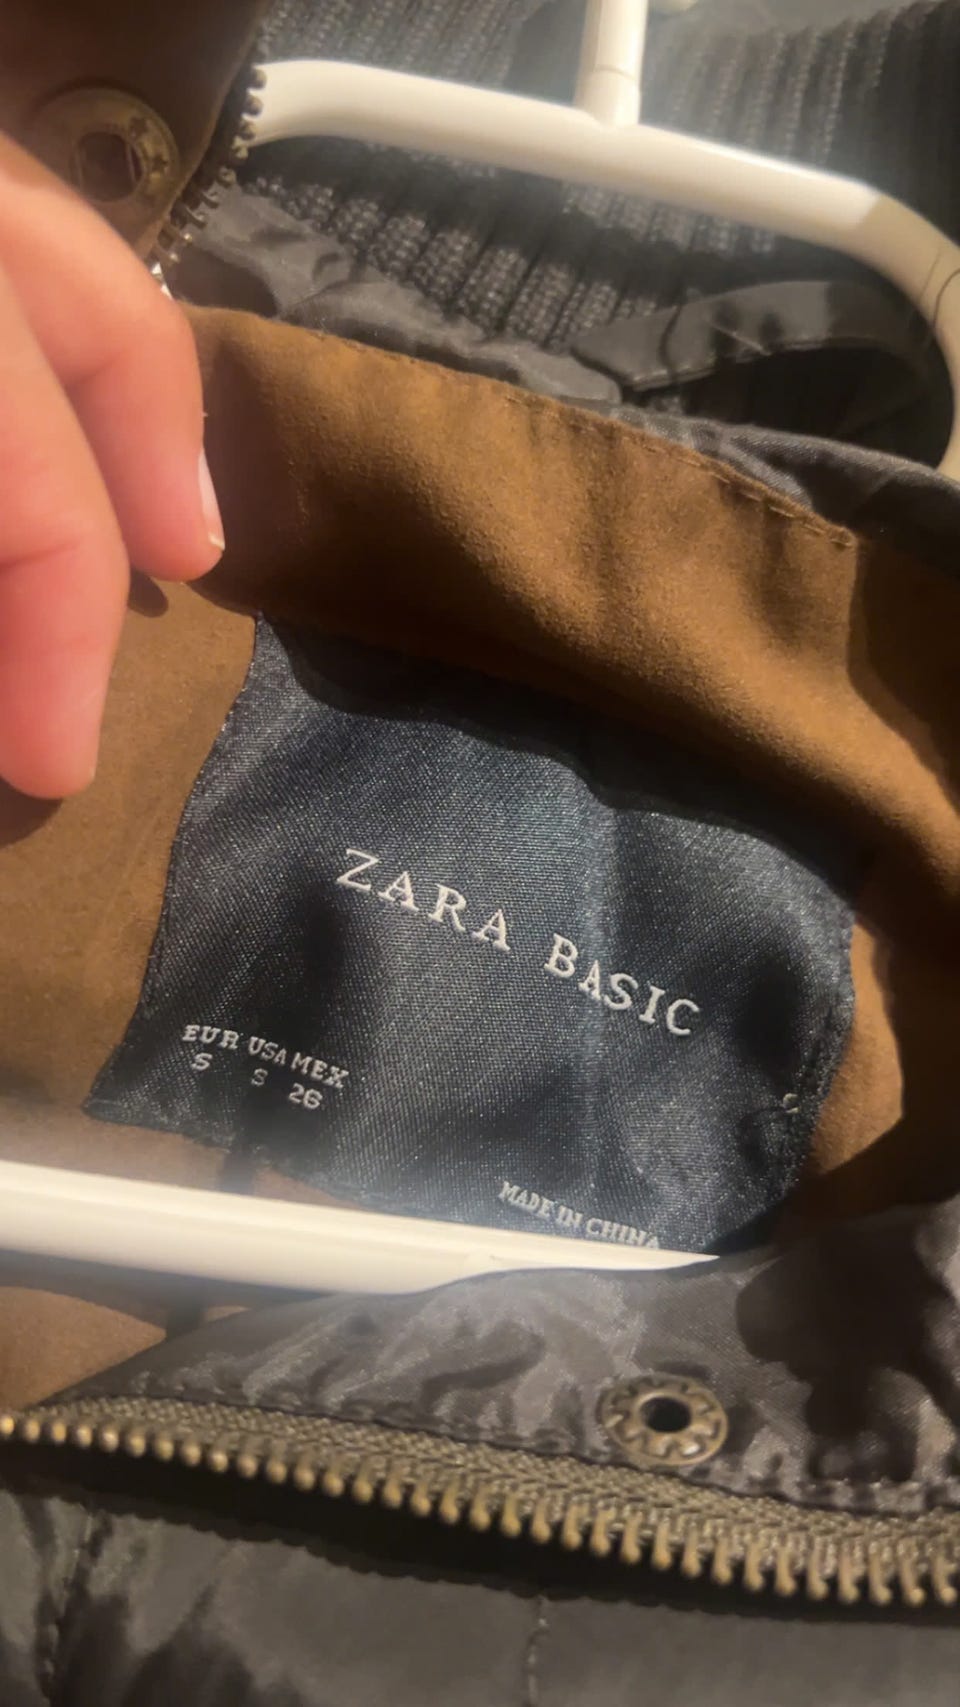 ZARA BASIC
EUR USA MEX
S S 26
MADE IN CHINA